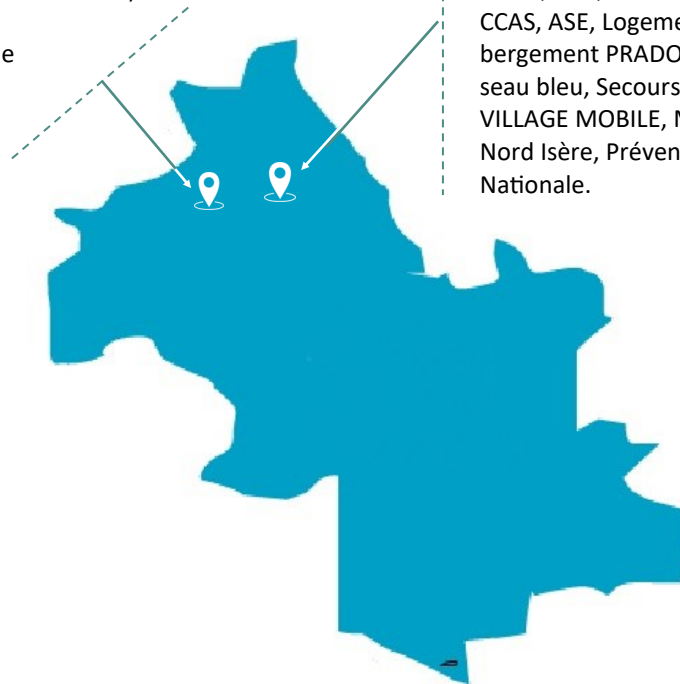 e
CCAS, ASE, Logeme
bergement PRADO
seau bleu, Secours
VILLAGE MOBILE, M
Nord Isère, Préven
Nationale.